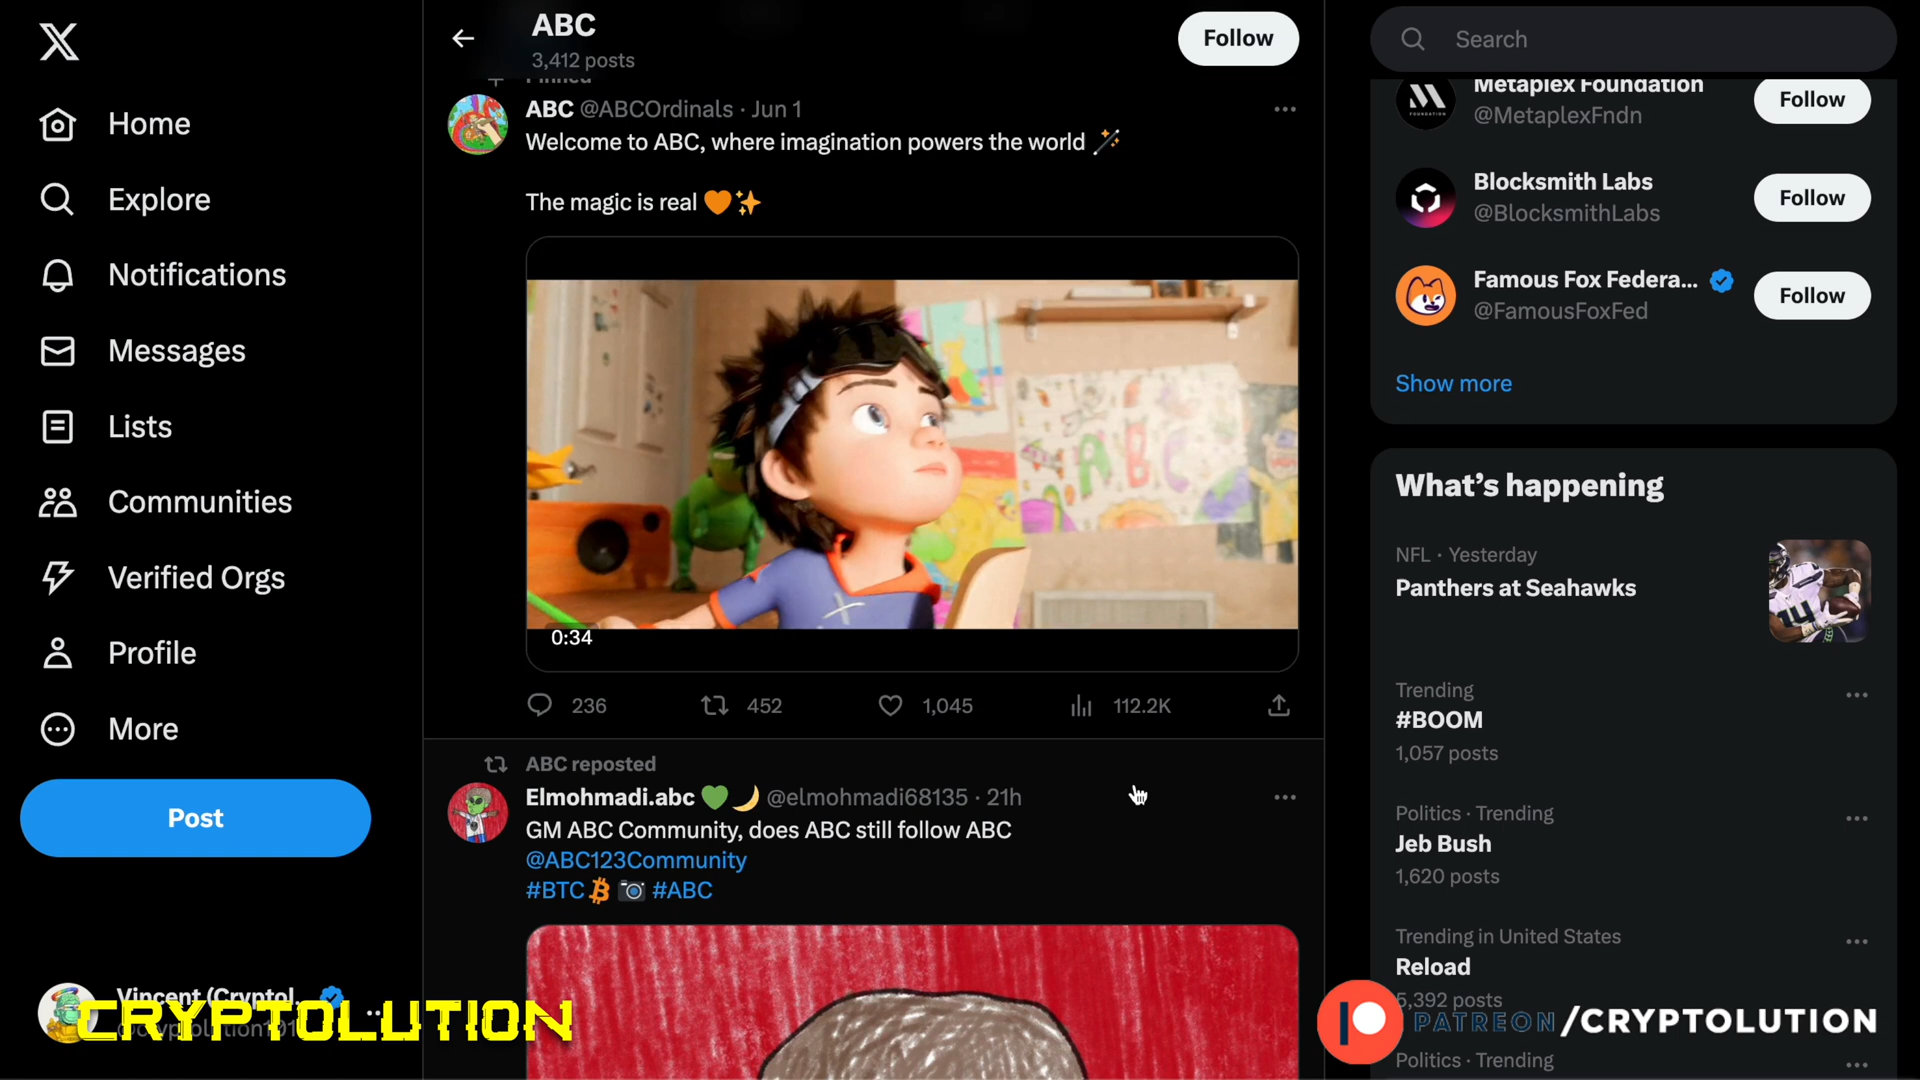 Home
Explore
Notifications
Messages
Lists
Communities
Verified Orgs
Profile
More
Post
Vincent (Cryptol...
CRYPTOLUTION
ABC
3,412 posts
Follow
Pinned
ABC @ABCOrdinals · Jun 1
Welcome to ABC, where imagination powers the world
The magic is real
ABC
0:34
236
452
1,045
112.2K
ABC reposted
Elmohmadi.abc @elmohmadi68135 · 21h
GM ABC Community, does ABC still follow ABC
@ABC123Community
#BTC #ABC
Search
Metaplex Foundation
@MetaplexFndn
Follow
Blocksmith Labs
@BlocksmithLabs
Follow
Famous Fox Federa...
@FamousFoxFed
Follow
Show more
What's happening
NFL · Yesterday
Panthers at Seahawks
Trending
#BOOM
1,057 posts
Politics · Trending
Jeb Bush
1,620 posts
Trending in United States
Reload
5,392 posts
PATREON/CRYPTOLUTION
Politics · Trending